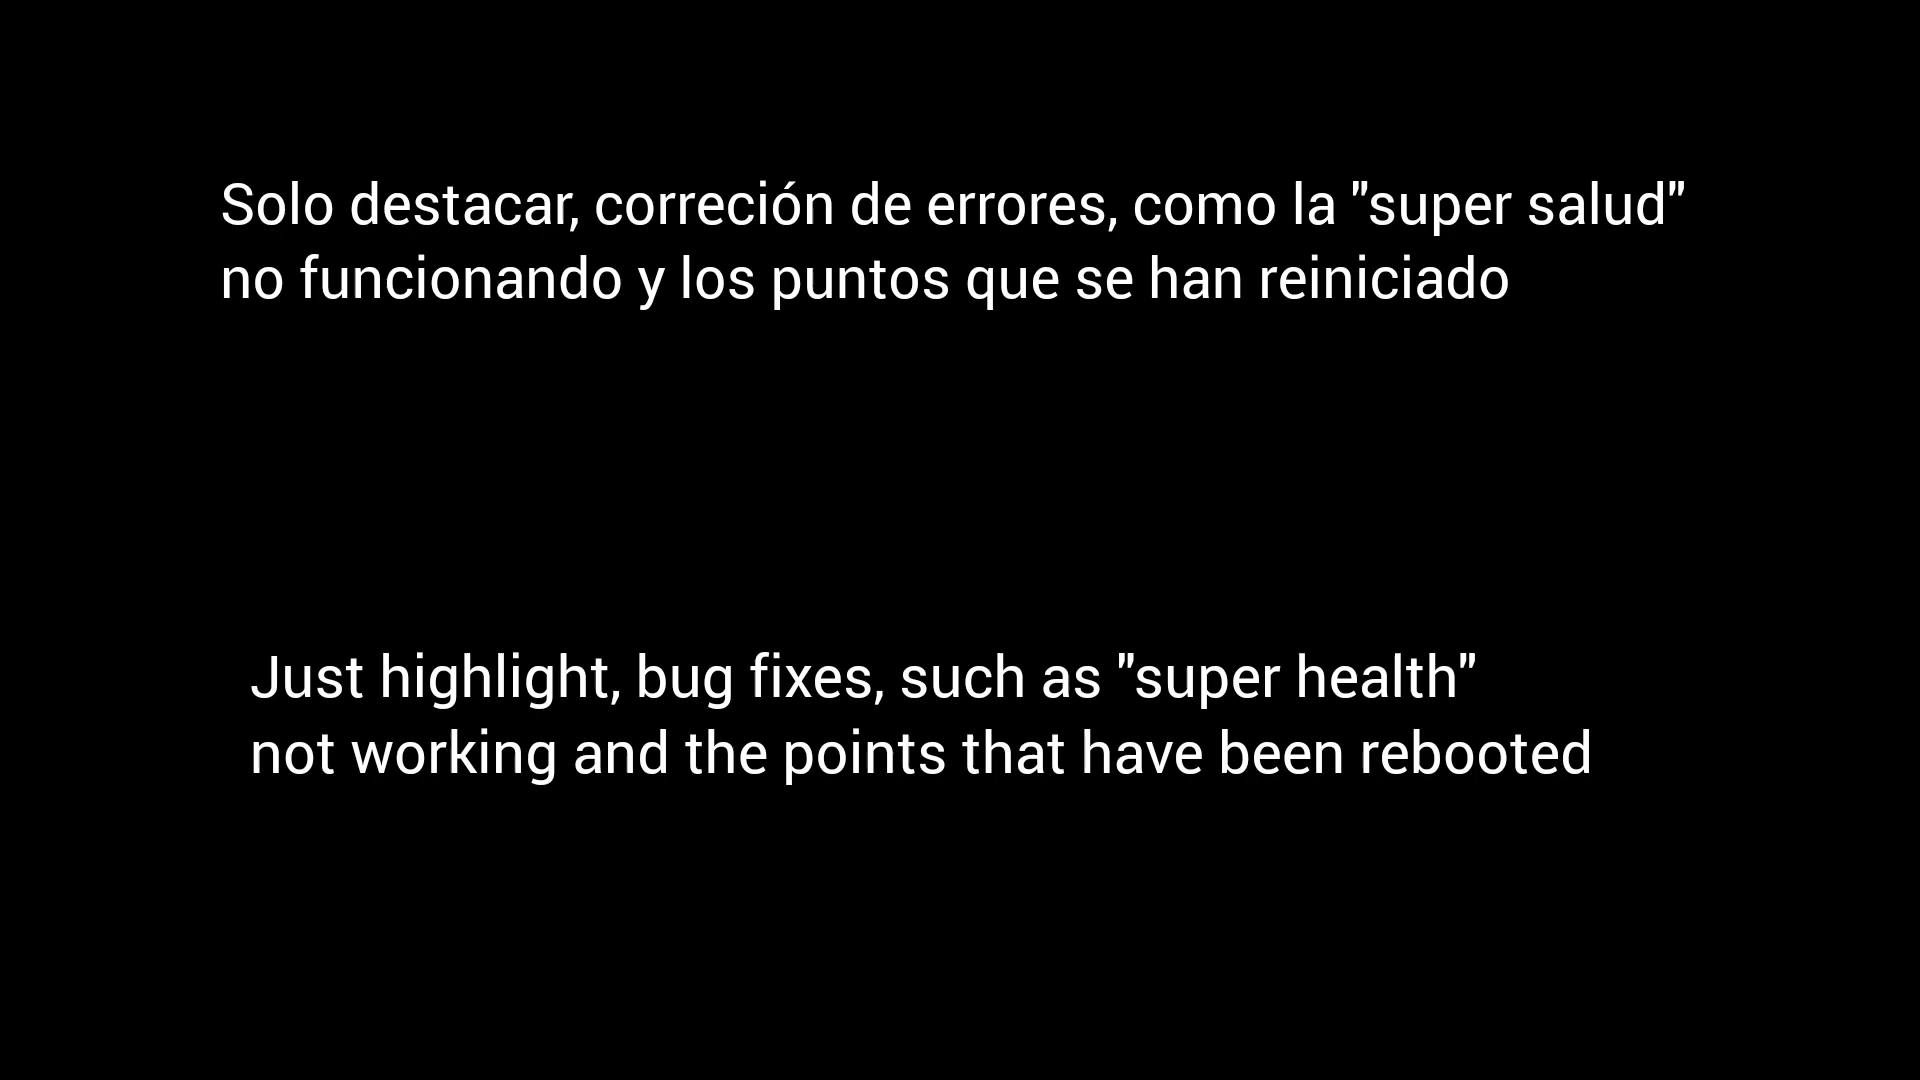 Solo destacar, correción de errores, como la "super salud"
no funcionando y los puntos que se han reiniciado
Just highlight, bug fixes, such as "super health"
not working and the points that have been rebooted